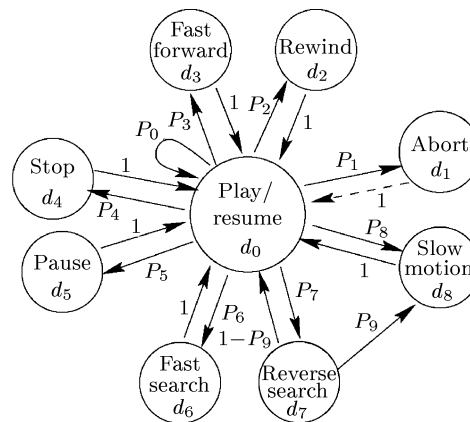 Fast
forward
d₃
Rewind
d₂
1
P₂
1
P₃
P₀
Abort
d₁
P₁
1
Stop
d₄
1
P₄
Play/
resume
d₀
P₈
1
Slow
motion
d₈
Pause
d₅
1
P₅
P₇
P₉
1
P₆
1−P₉
Fast
search
d₆
Reverse
search
d₇